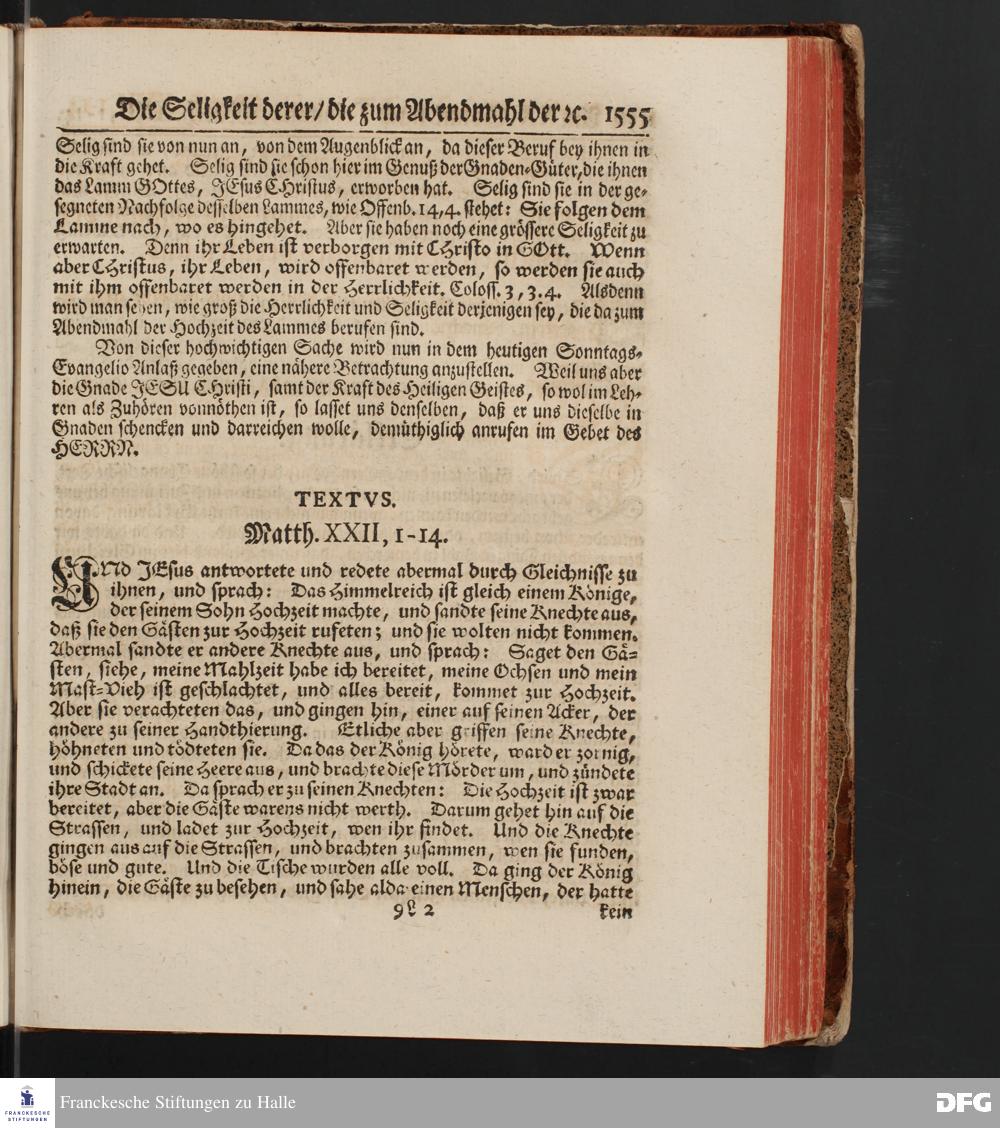 Die Seligkeit derer/ die zum Abendmahl der ꝛc. 1555
Selig sind sie von nun an, von dem Augenblick an, da dieser Beruf bey ihnen in
die Kraft gehet. Selig sind sie schon hier im Genuß der Gnaden-Güter, die ihnen
das Lamm GOttes, JEsus CHristus, erworben hat. Selig sind sie in der ge-
segneten Nachfolge desselben Lammes, wie Offenb. 14, 4. stehet: Sie folgen dem
Lamme nach, wo es hingehet. Aber sie haben noch eine grössere Seligkeit zu
erwarten. Denn ihr Leben ist verborgen mit CHristo in GOtt. Wenn
aber CHristus, ihr Leben, wird offenbaret werden, so werden sie auch
mit ihm offenbaret werden in der Herrlichkeit. Coloss. 3, 3. 4. Alsdenn
wird man sehen, wie groß die Herrlichkeit und Seligkeit derjenigen sey, die da zum
Abendmahl der Hochzeit des Lammes berufen sind.
Von dieser hochwichtigen Sache wird nun in dem heutigen Sonntags-
Evangelio Anlaß gegeben, eine nähere Betrachtung anzustellen. Weil uns aber
die Gnade JESU CHristi, samt der Kraft des Heiligen Geistes, so wol im Leh-
ren als Zuhören vonnöthen ist, so lasset uns denselben, daß er uns dieselbe in
Gnaden schencken und darreichen wolle, demüthiglich anrufen im Gebet des
HERRN.
TEXTVS.
Matth. XXII, 1-14.
UNd JEsus antwortete und redete abermal durch Gleichnisse zu
ihnen, und sprach: Das Himmelreich ist gleich einem Könige,
der seinem Sohn Hochzeit machte, und sandte seine Knechte aus,
daß sie den Gästen zur Hochzeit rufeten; und sie wolten nicht kommen.
Abermal sandte er andere Knechte aus, und sprach: Saget den Gä-
sten, siehe, meine Mahlzeit habe ich bereitet, meine Ochsen und mein
Mast-Vieh ist geschlachtet, und alles bereit, kommet zur Hochzeit.
Aber sie verachteten das, und gingen hin, einer auf seinen Acker, der
andere zu seiner Handthierung. Etliche aber griffen seine Knechte,
höhneten und tödteten sie. Da das der König hörete, ward er zornig,
und schickete seine Heere aus, und brachte diese Mörder um, und zündete
ihre Stadt an. Da sprach er zu seinen Knechten: Die Hochzeit ist zwar
bereitet, aber die Gäste warens nicht werth. Darum gehet hin auf die
Strassen, und ladet zur Hochzeit, wen ihr findet. Und die Knechte
gingen aus auf die Strassen, und brachten zusammen, wen sie funden,
böse und gute. Und die Tische wurden alle voll. Da ging der König
hinein, die Gäste zu besehen, und sahe alda einen Menschen, der hatte
9L 2 kein
FRANCKESCHE STIFTUNGEN
Franckesche Stiftungen zu Halle
DFG